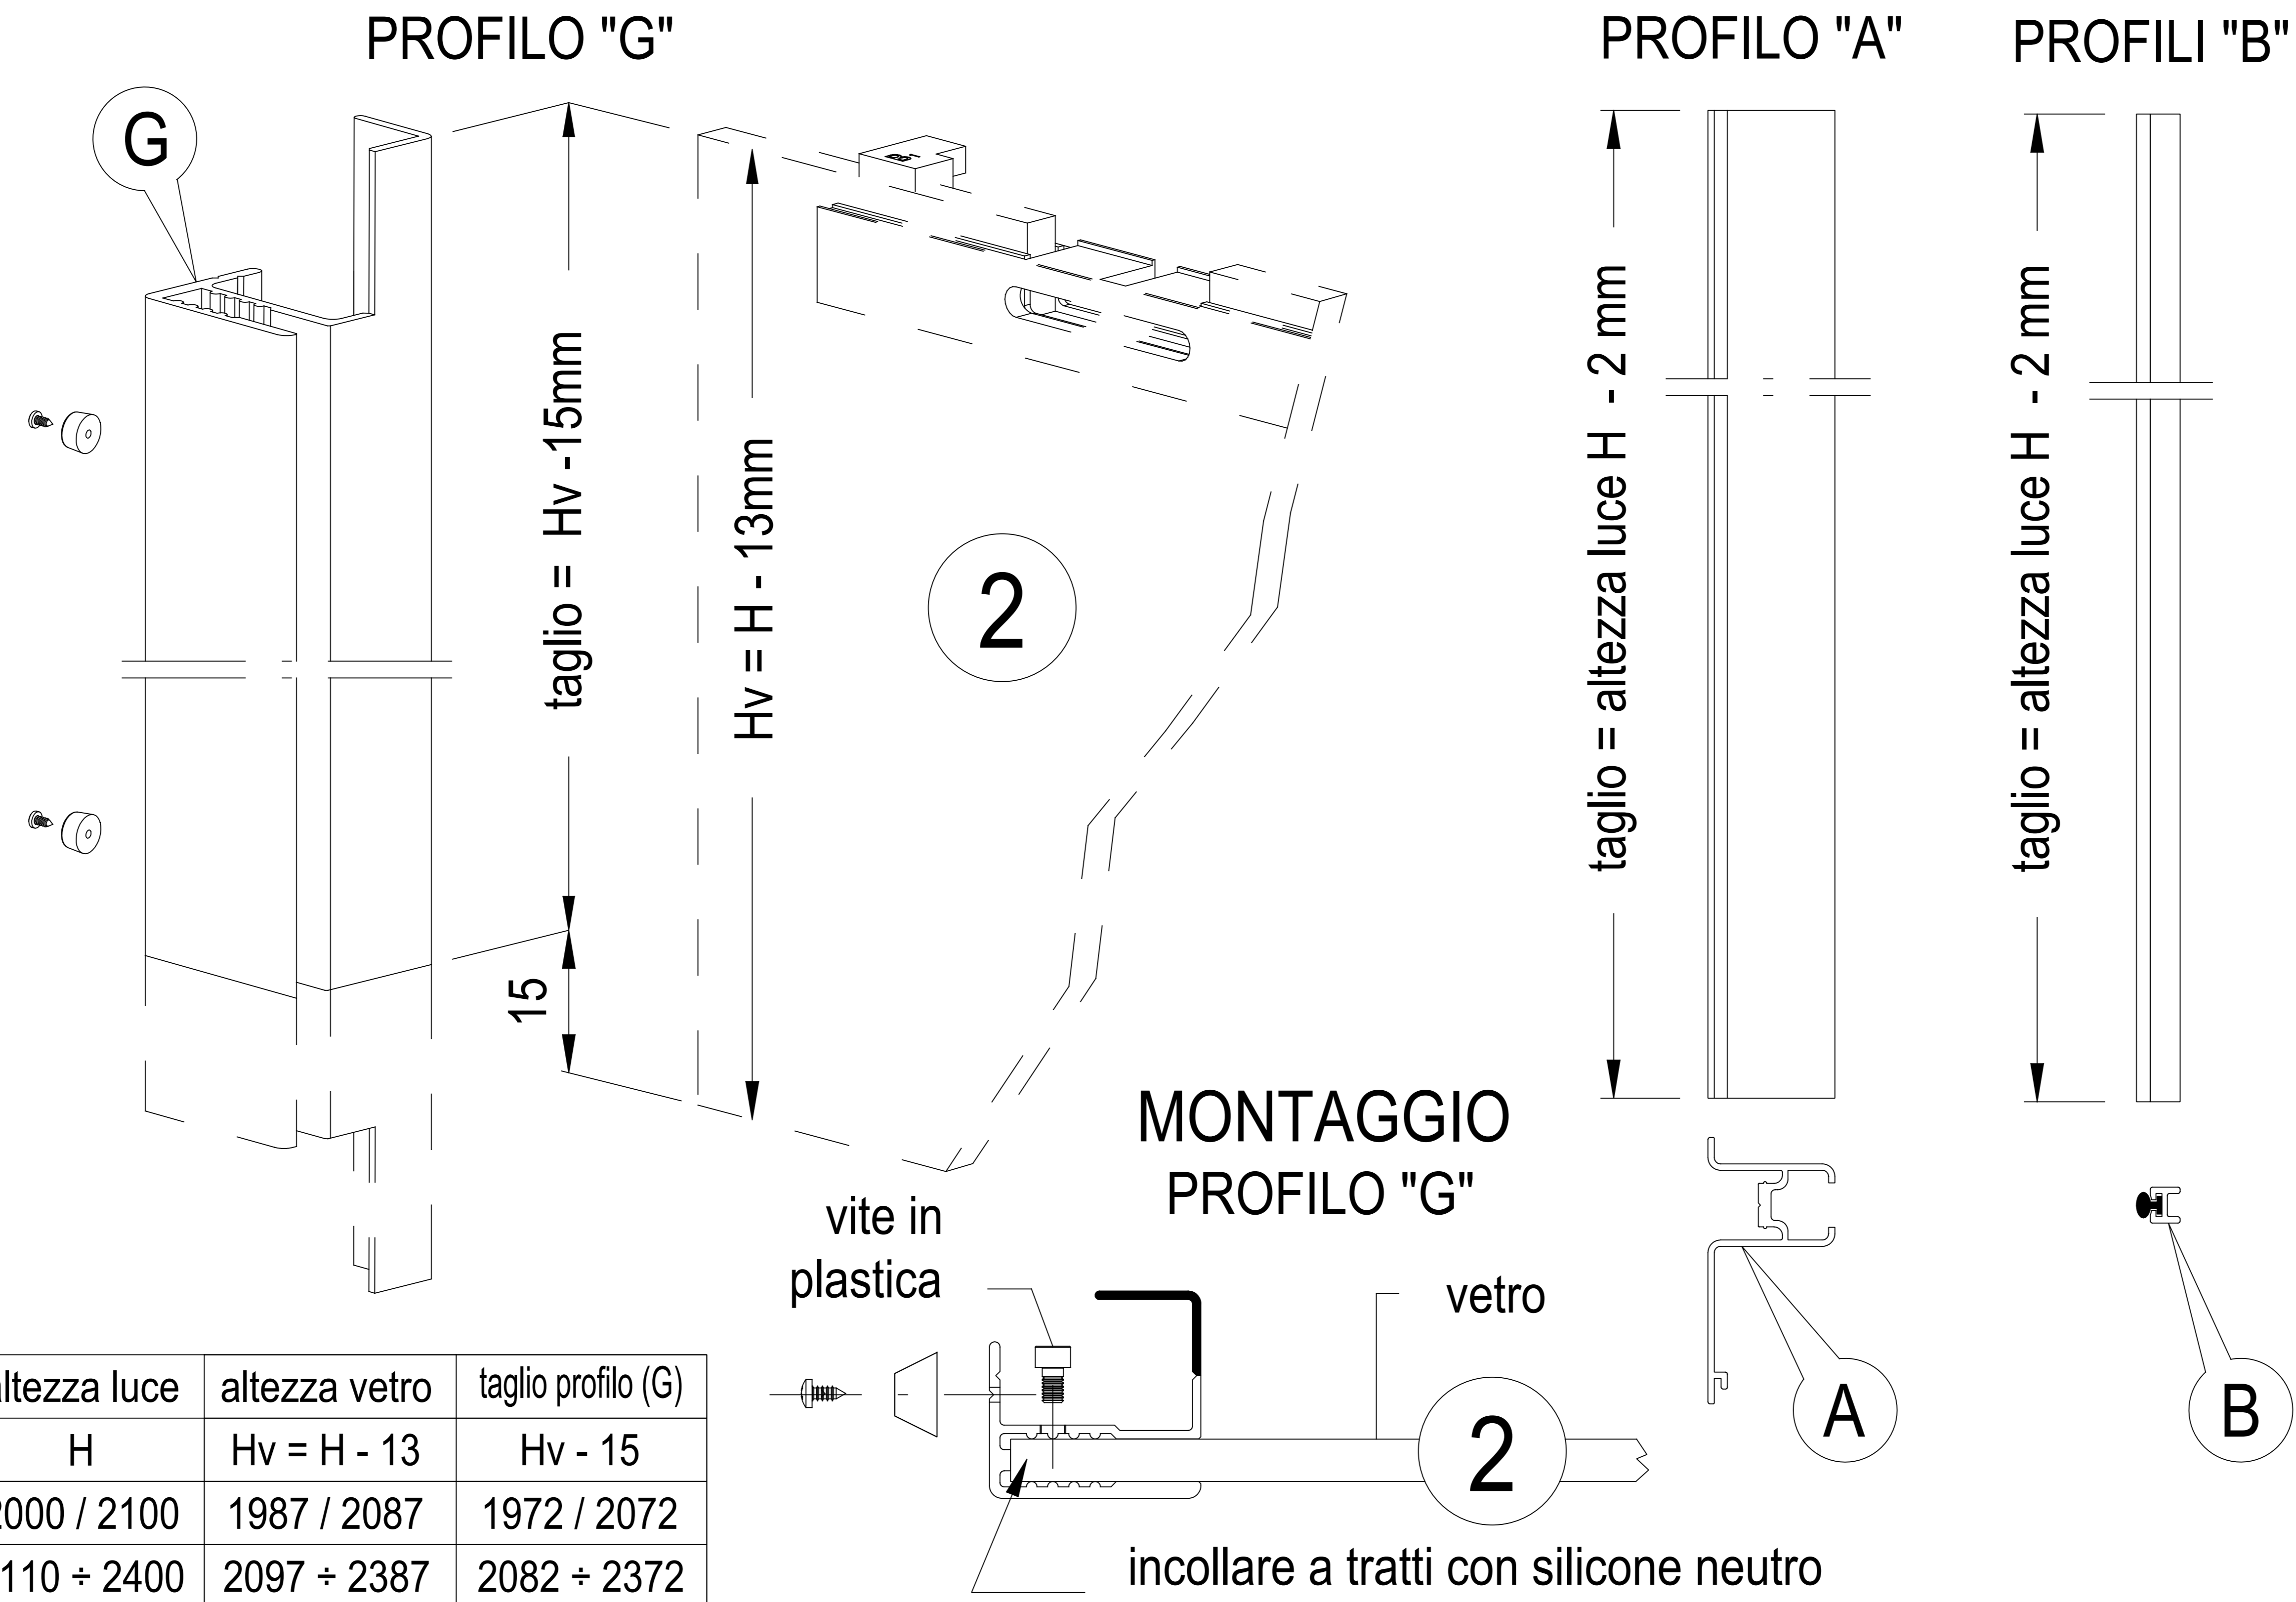 PROFILO "G"
PROFILO "A"
PROFILI "B"
G
taglio = Hv -15mm
15
Hv = H - 13mm
2
taglio = altezza luce H - 2 mm
taglio = altezza luce H - 2 mm
MONTAGGIO
PROFILO "G"
vite in
plastica
vetro
2
incollare a tratti con silicone neutro
A
B
altezza luce altezza vetro taglio profilo (G)
H Hv = H - 13 Hv - 15
2000 / 2100 1987 / 2087 1972 / 2072
110 ÷ 2400 2097 ÷ 2387 2082 ÷ 2372